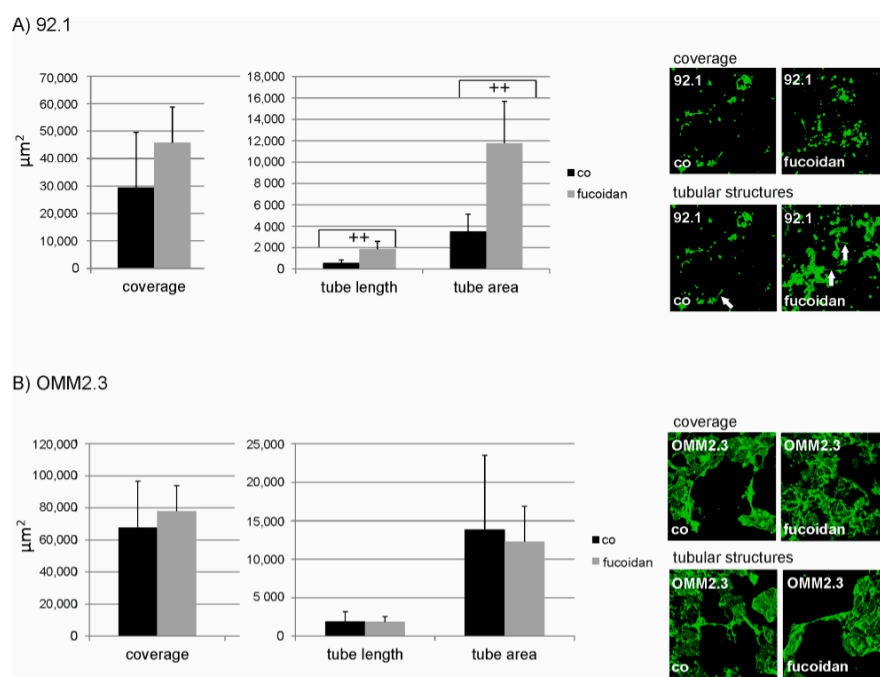 A) 92.1
70,000
60,000
50,000
40.000
30,000
20,000
10,000
0
μm²
coverage
18,000
16,000
14,000
12,000
10,000
8 000
6 000
4 000
2 000
0
++
++
tube length
tube area
co
fucoidan
coverage
92.1
co
92.1
fucoidan
tubular structures
92.1
co
92.1
fucoidan
B) OMM2.3
120,000
100,000
80,000
60,000
40,000
20,000
0
μm²
coverage
25,000
20,000
15,000
10,000
5 000
0
tube length
tube area
co
fucoidan
coverage
OMM2.3
co
OMM2.3
fucoidan
tubular structures
OMM2.3
co
OMM2.3
fucoidan